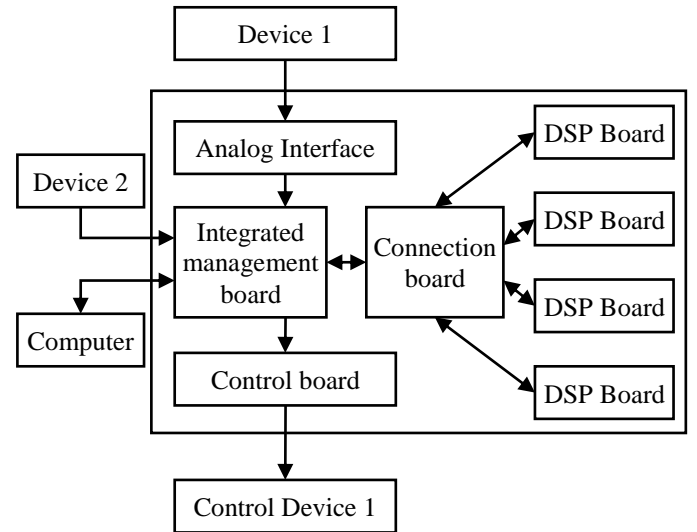 Device 1
Analog Interface
DSP Board
Device 2
DSP Board
Integrated
management
board
Connection
board
DSP Board
Computer
Control board
DSP Board
Control Device 1